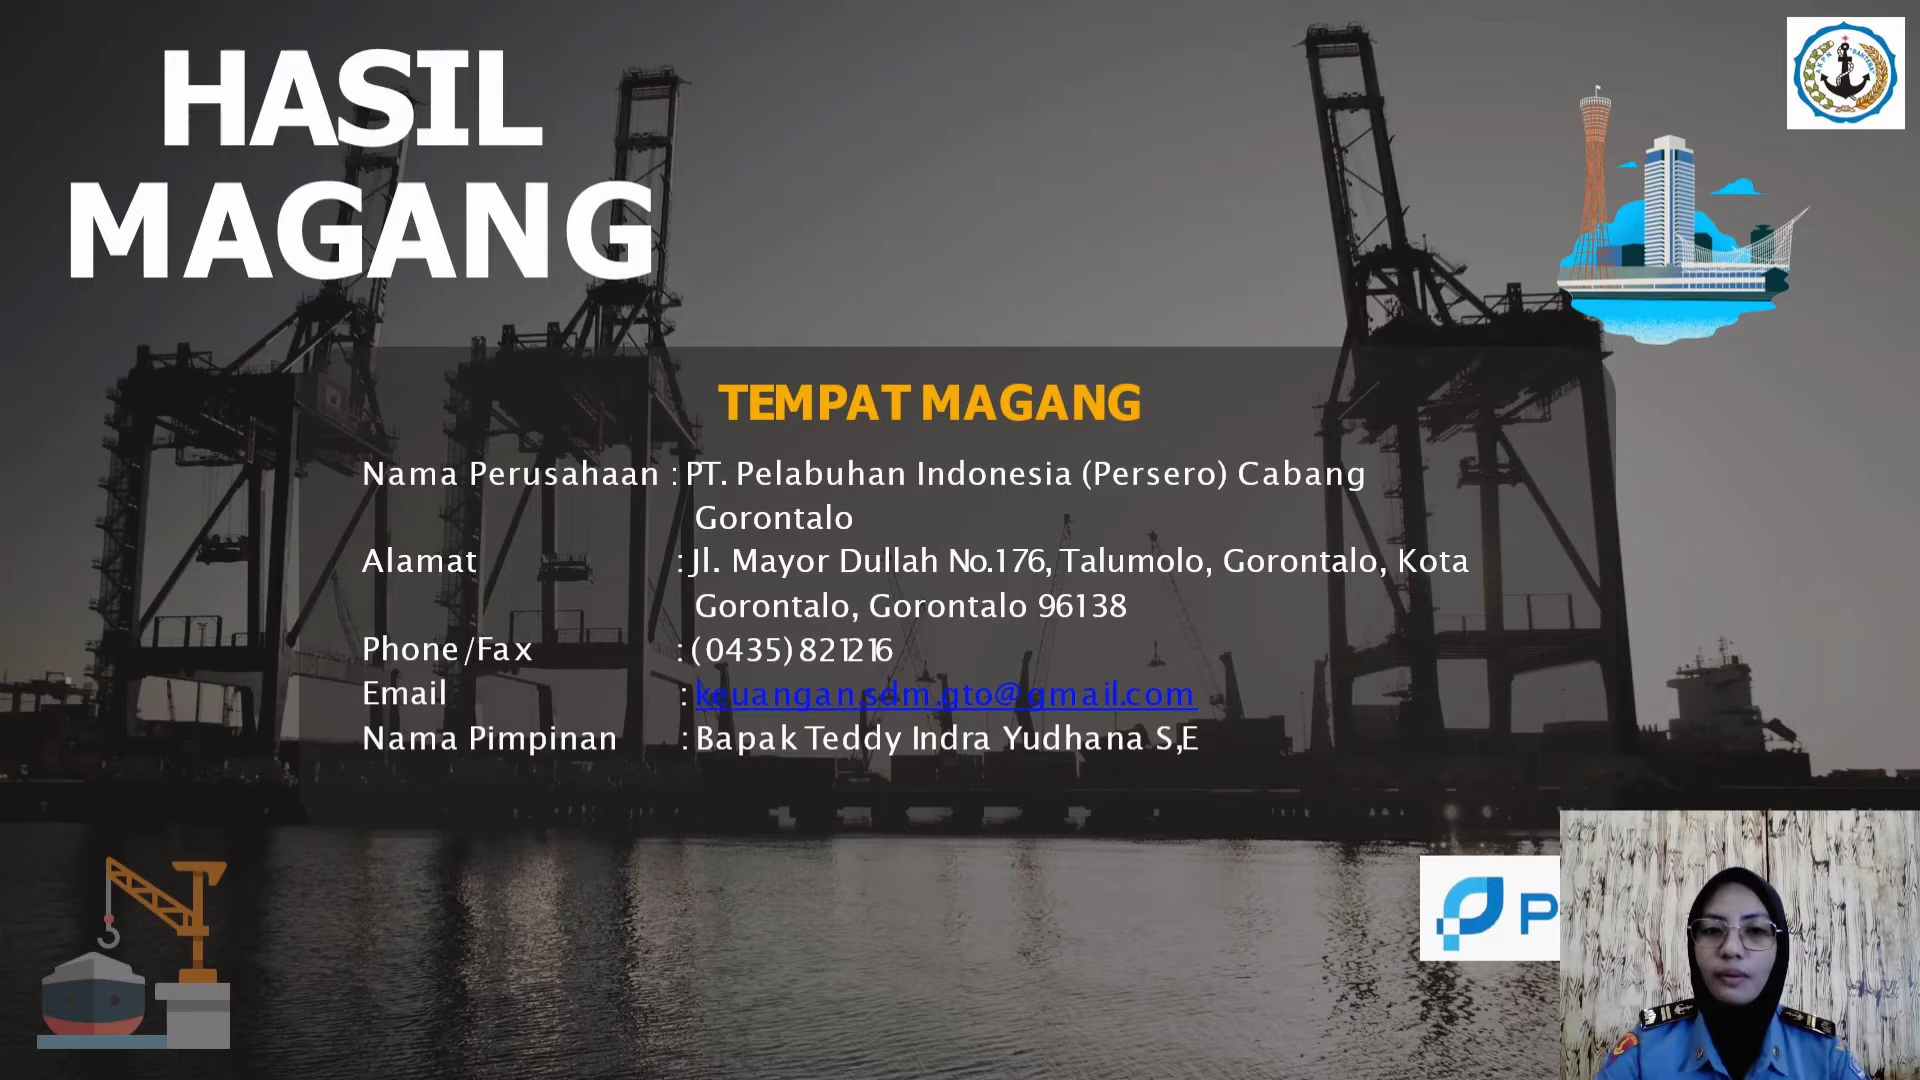 HASIL
MAGANG
TEMPAT MAGANG
Nama Perusahaan : PT. Pelabuhan Indonesia (Persero) Cabang
Gorontalo
Alamat : Jl. Mayor Dullah No.176, Talumolo, Gorontalo, Kota
Gorontalo, Gorontalo 96138
Phone/Fax : (0435) 821216
Email : keuangan.sdm.gto@gmail.com
Nama Pimpinan : Bapak Teddy Indra Yudhana S,E
P